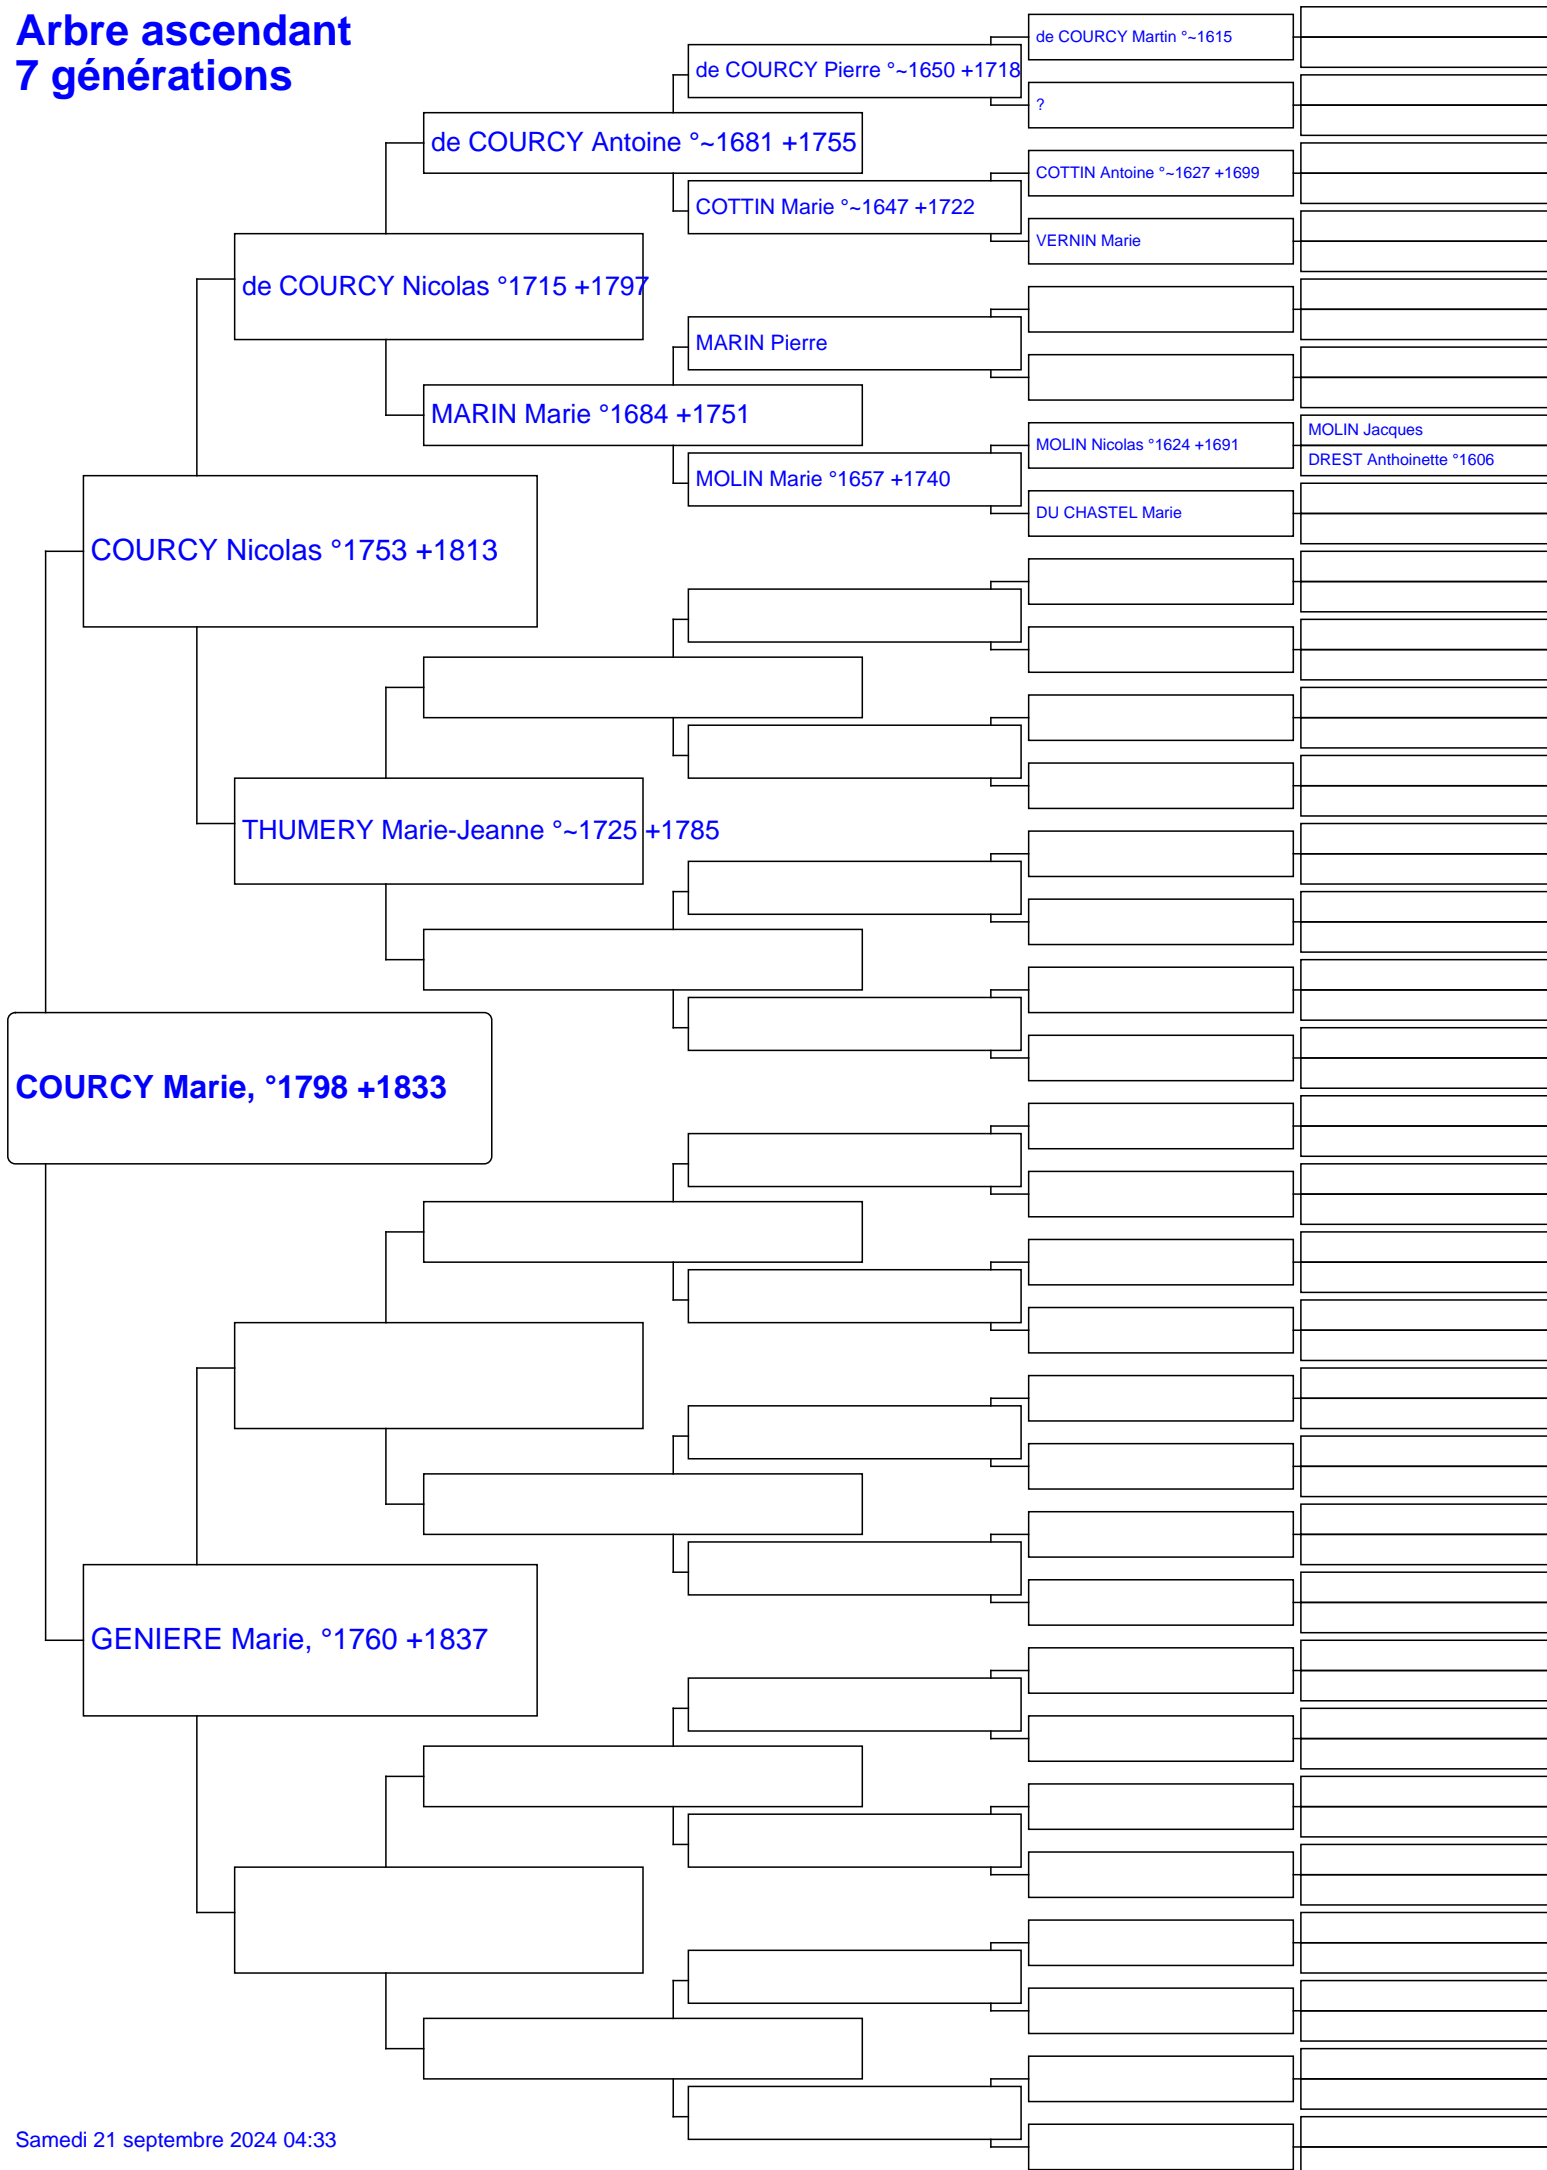 Arbre ascendant
7 générations
de COURCY Martin °~1615
de COURCY Pierre °~1650 +1718
?
de COURCY Antoine °~1681 +1755
COTTIN Antoine °~1627 +1699
COTTIN Marie °~1647 +1722
VERNIN Marie
de COURCY Nicolas °1715 +1797
MARIN Pierre
MARIN Marie °1684 +1751
MOLIN Jacques
MOLIN Nicolas °1624 +1691
DREST Anthoinette °1606
MOLIN Marie °1657 +1740
DU CHASTEL Marie
COURCY Nicolas °1753 +1813
THUMERY Marie-Jeanne °~1725 +1785
COURCY Marie, °1798 +1833
GENIERE Marie, °1760 +1837
Samedi 21 septembre 2024 04:33